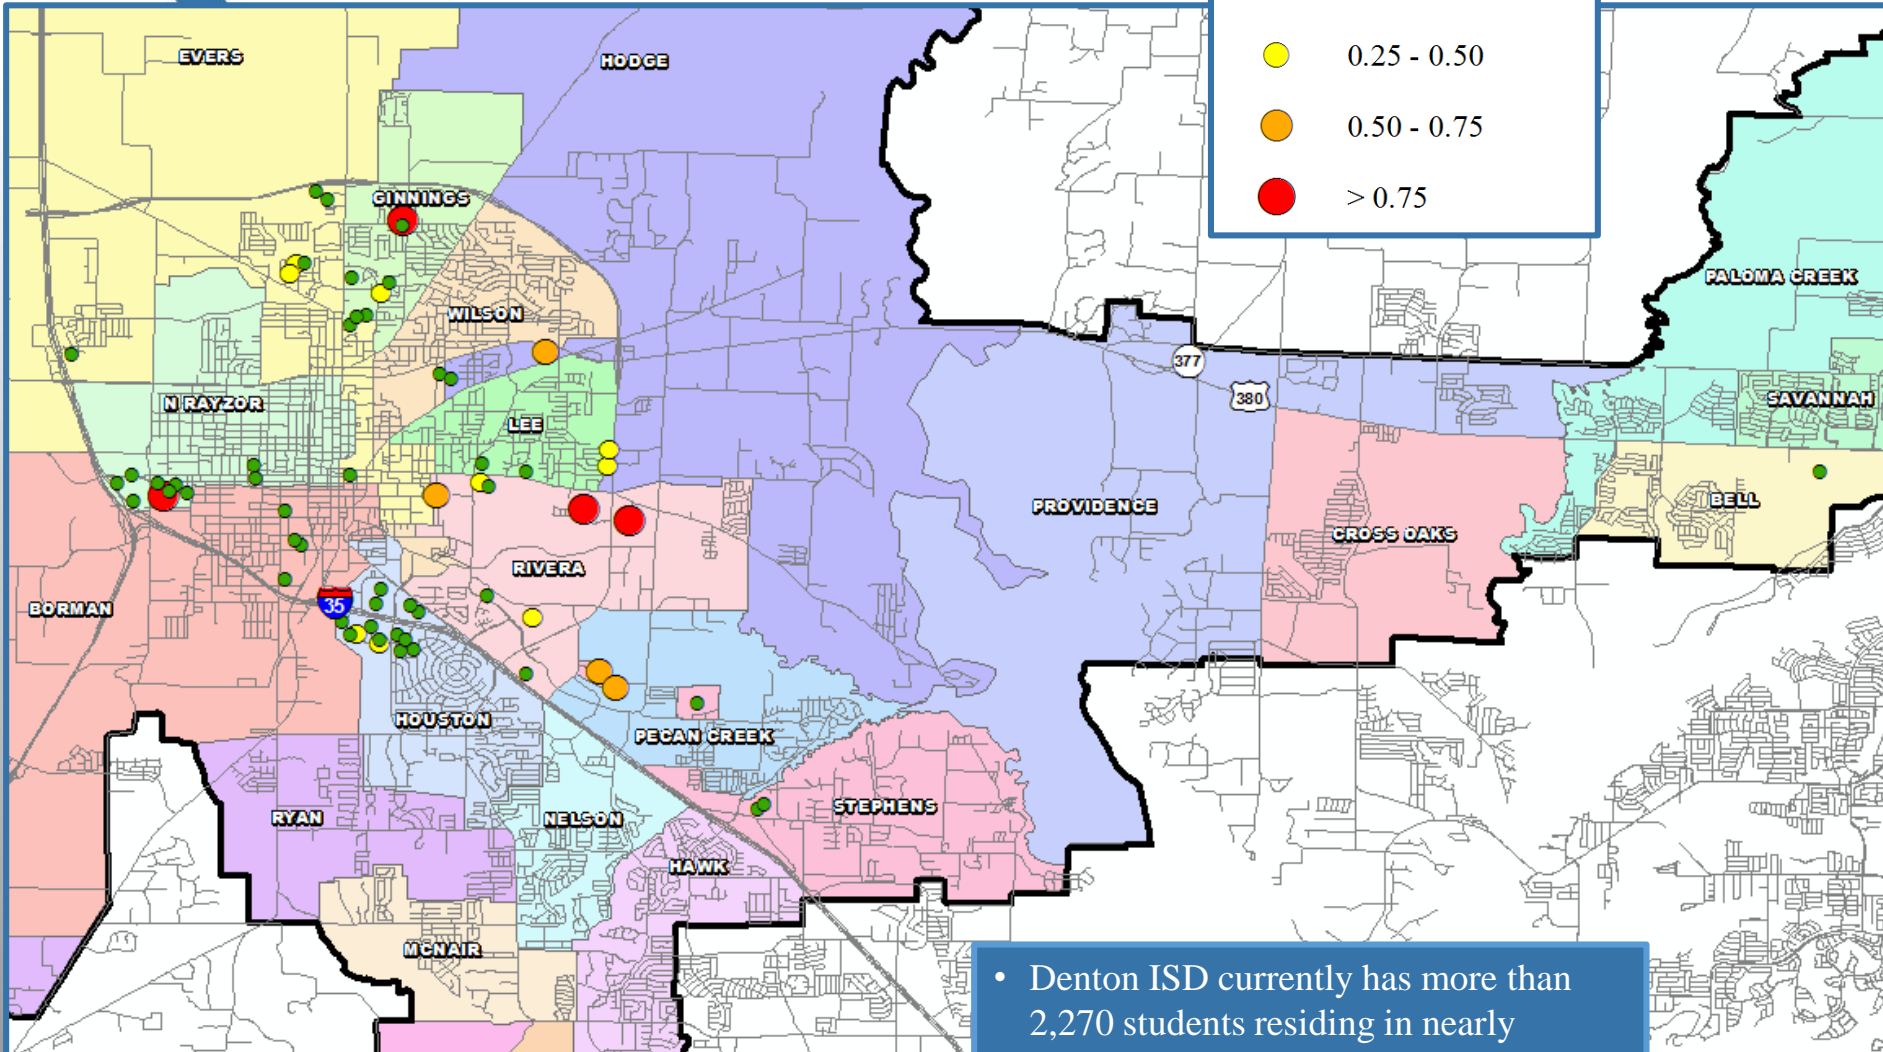 0.25 - 0.50
0.50 - 0.75
> 0.75
EVERS
HODGE
GINNINGS
PALOMA CREEK
WILSON
377
380
N RAYZOR
SAVANNAH
LEE
BELL
PROVIDENCE
CROSS OAKS
RIVERA
35
BORMAN
HOUSTON
PECAN CREEK
STEPHENS
RYAN
NELSON
HAWK
MCNAIR
• Denton ISD currently has more than
2,270 students residing in nearly